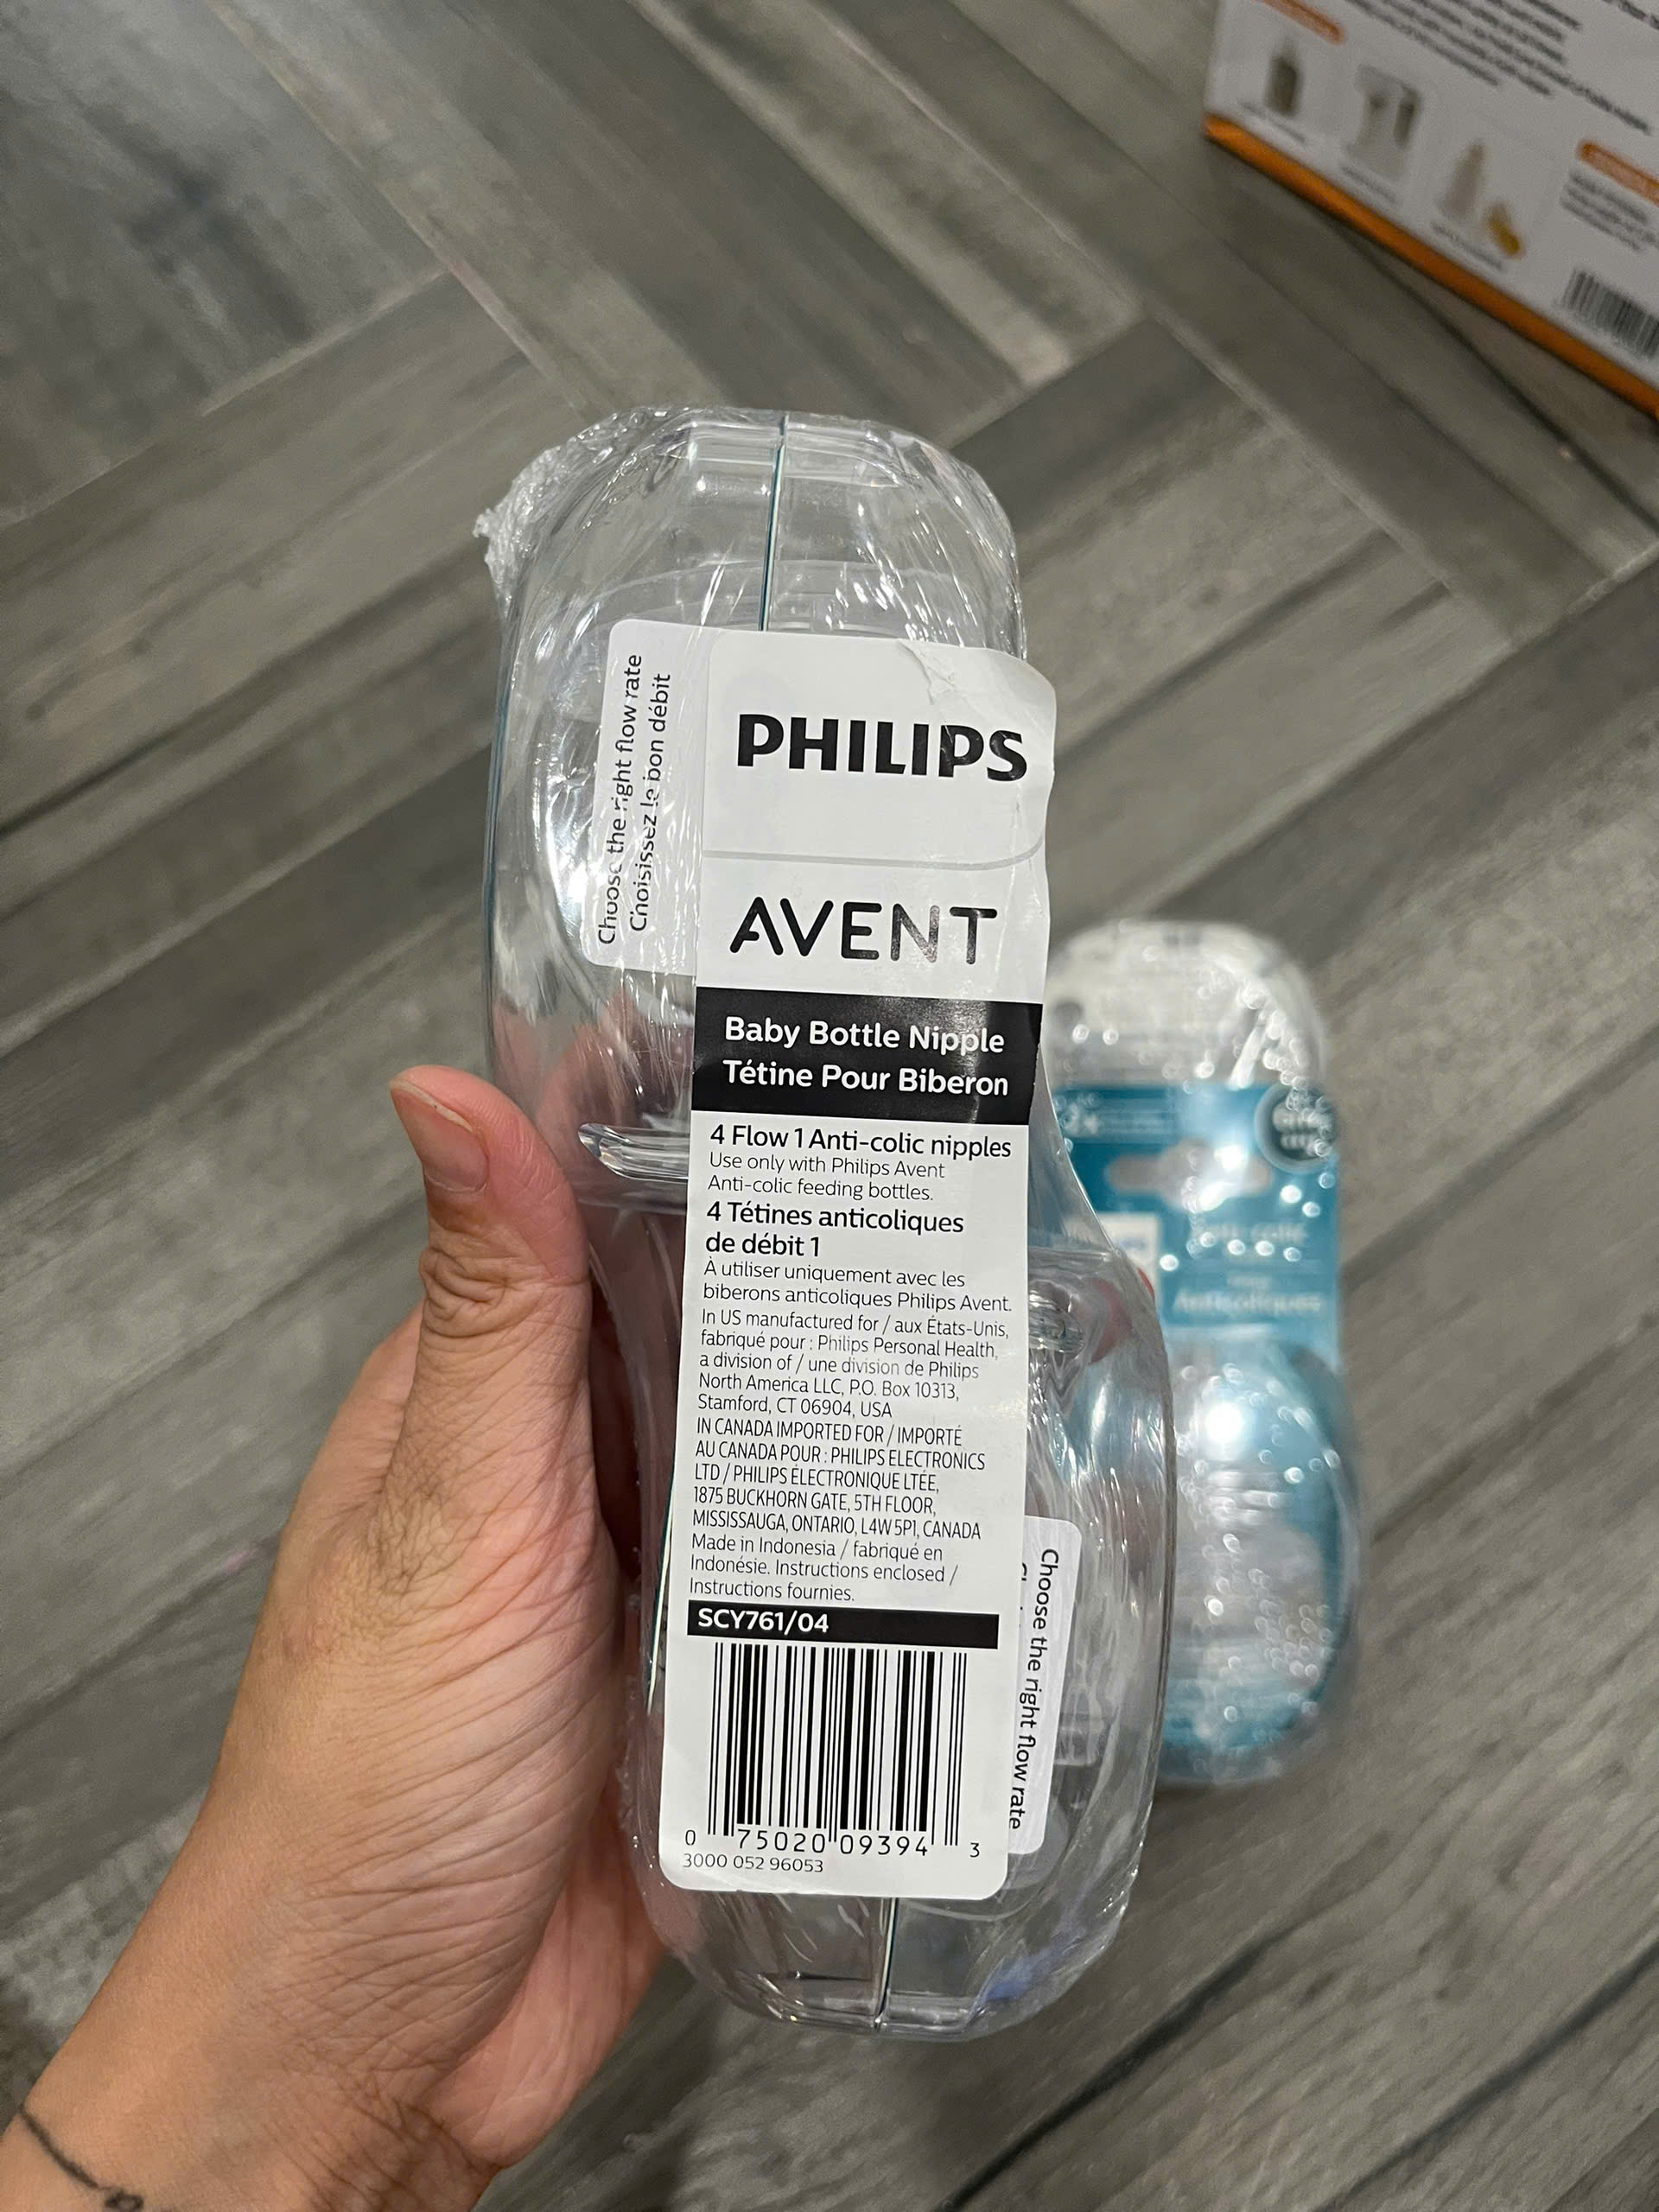 Choose the right flow rate
Choisissez le bon débit
PHILIPS
AVENT
Baby Bottle Nipple
Tétine Pour Biberon
4 Flow 1 Anti-colic nipples
Use only with Philips Avent
Anti-colic feeding bottles.
4 Tétines anticoliques
de débit 1
À utiliser uniquement avec les
biberons anticoliques Philips Avent.
In US manufactured for / aux États-Unis,
fabriqué pour : Philips Personal Health,
a division of / une division de Philips
North America LLC, P.O. Box 10313,
Stamford, CT 06904, USA
IN CANADA IMPORTED FOR / IMPORTÉ
AU CANADA POUR : PHILIPS ELECTRONICS
LTD / PHILIPS ÉLECTRONIQUE LTÉE,
1875 BUCKHORN GATE, 5TH FLOOR,
MISSISSAUGA, ONTARIO, L4W 5P1, CANADA
Made in Indonesia / fabriqué en
Indonésie. Instructions enclosed /
Instructions fournies.
SCY761/04
0 75020 09394 3
3000 052 96053
Choose the right flow rate
Anti-colic
Anticoliques